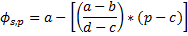 ϕs,p = a − [((a − b)/(d − c)) * (p − c)]